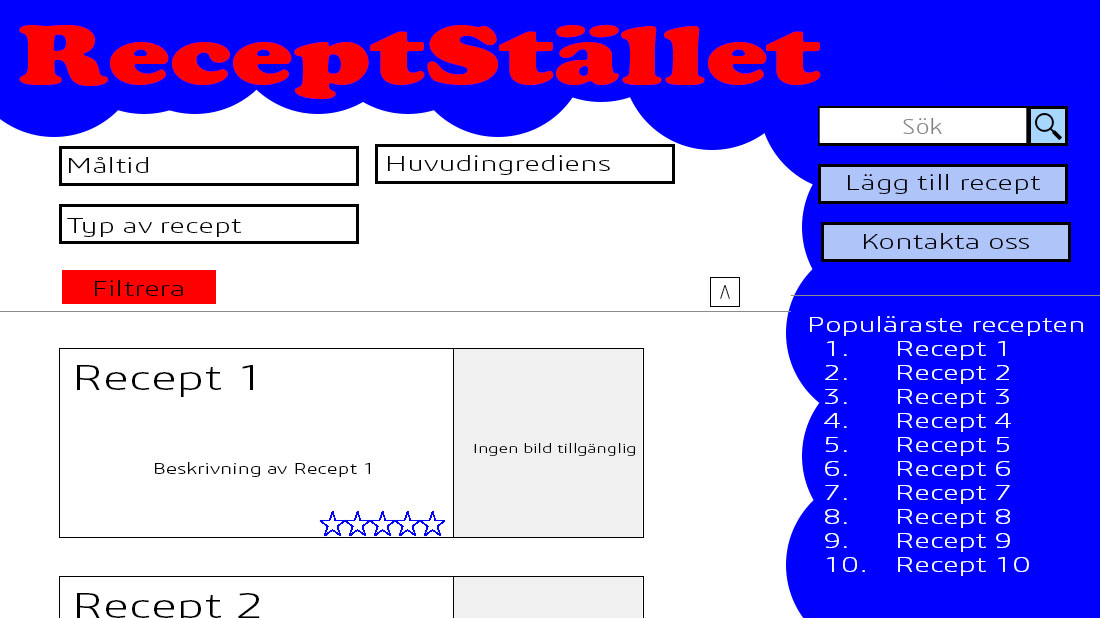 ReceptStället
Sök
Måltid
Huvudingrediens
Lägg till recept
Typ av recept
Kontakta oss
Filtrera
Λ
Populäraste recepten
1. Recept 1
2. Recept 2
3. Recept 3
4. Recept 4
5. Recept 5
6. Recept 6
7. Recept 7
8. Recept 8
9. Recept 9
10. Recept 10
Recept 1
Ingen bild tillgänglig
Beskrivning av Recept 1
Recept 2